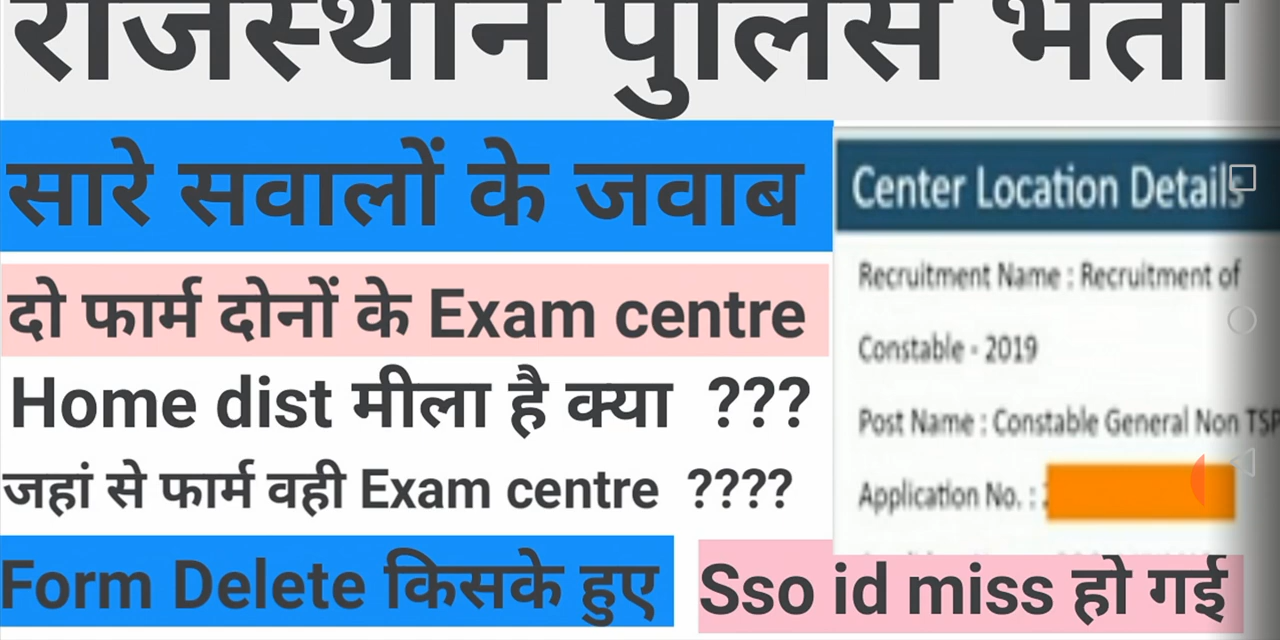 राजस्थान पुलिस भर्ती
सारे सवालों के जवाब
दो फार्म दोनों के Exam centre
Home dist मीला है क्या ???
जहां से फार्म वही Exam centre ????
Form Delete किसके हुए
Sso id miss हो गई
Center Location Details
Recruitment Name : Recruitment of
Constable - 2019
Post Name : Constable General Non TSP
Application No. :